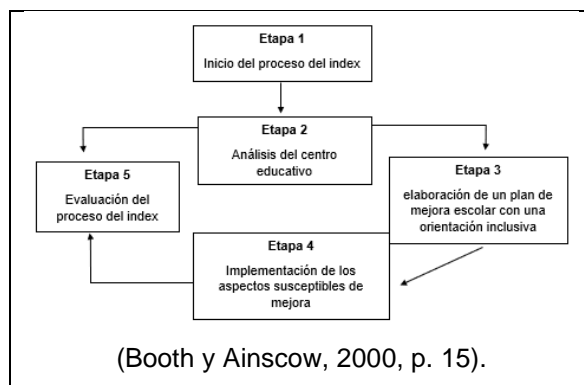 Etapa 1
Inicio del proceso del index
Etapa 2
Análisis del centro
educativo
Etapa 5
Evaluación del
proceso del index
Etapa 3
elaboración de un plan de
mejora escolar con una
orientación inclusiva
Etapa 4
Implementación de los
aspectos susceptibles de
mejora
(Booth y Ainscow, 2000, p. 15).